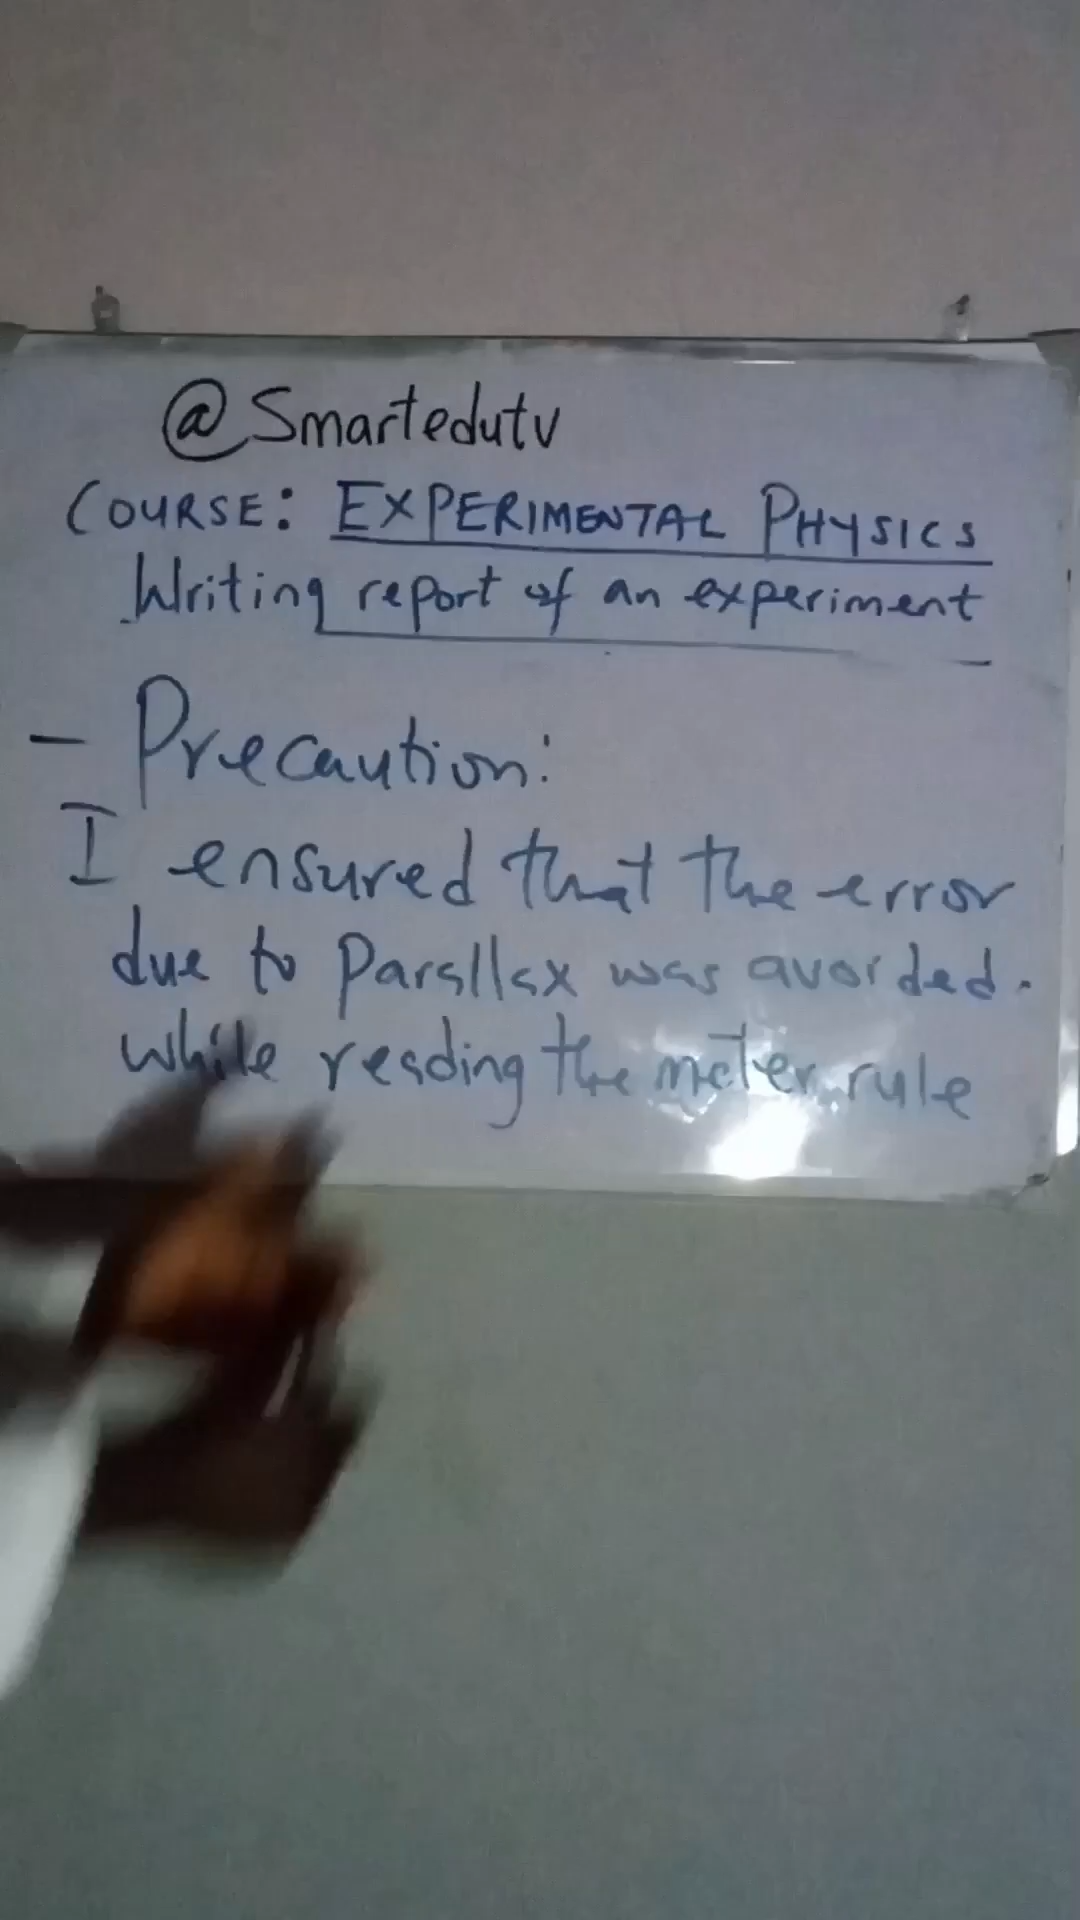 @Smartedutv
COURSE: EXPERIMENTAL PHYSICS
Writing report of an experiment
- Precaution:
I ensured that the error
due to Parallax was avoided.
while reading the meter rule